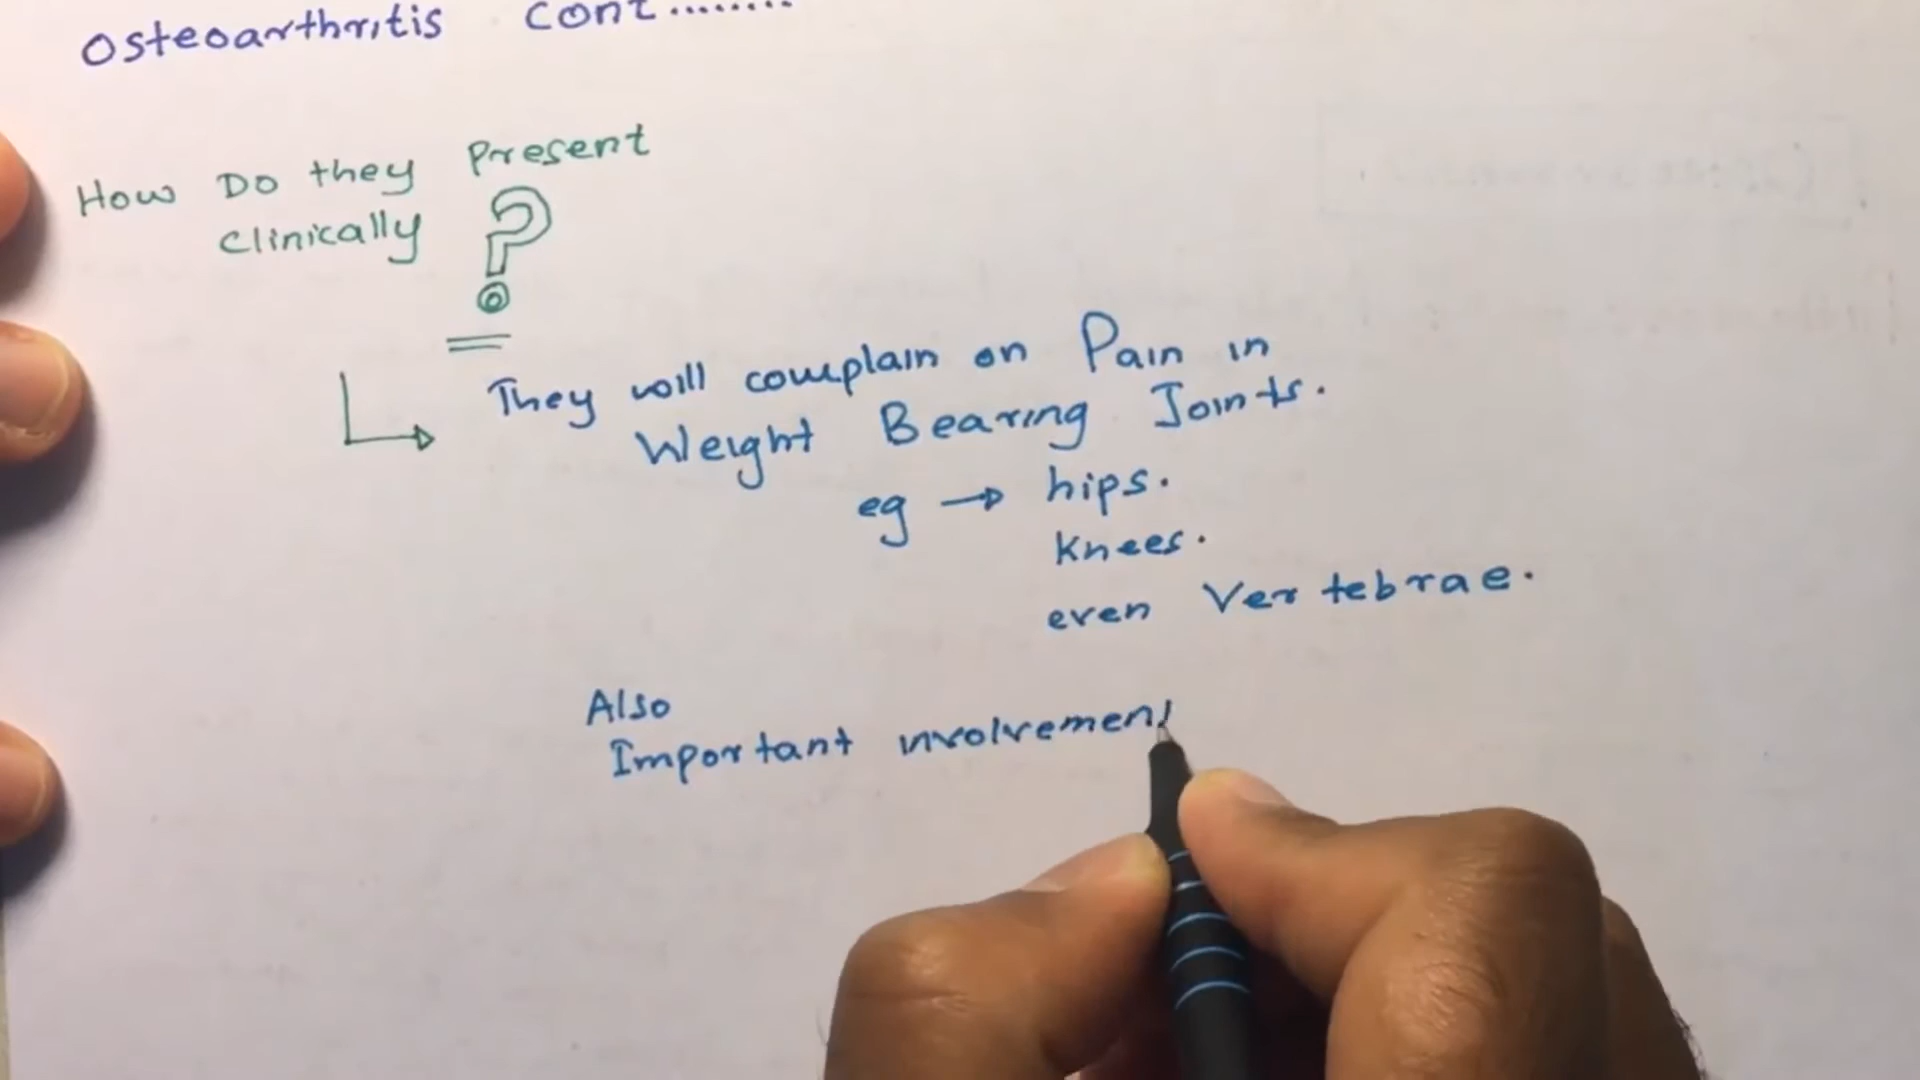 Osteoarthritis cont........
How Do they Present
Clinically ?
They will complain on Pain in
Weight Bearing Joints.
eg → hips.
Knees.
even Vertebrae.
Also
Important involvement